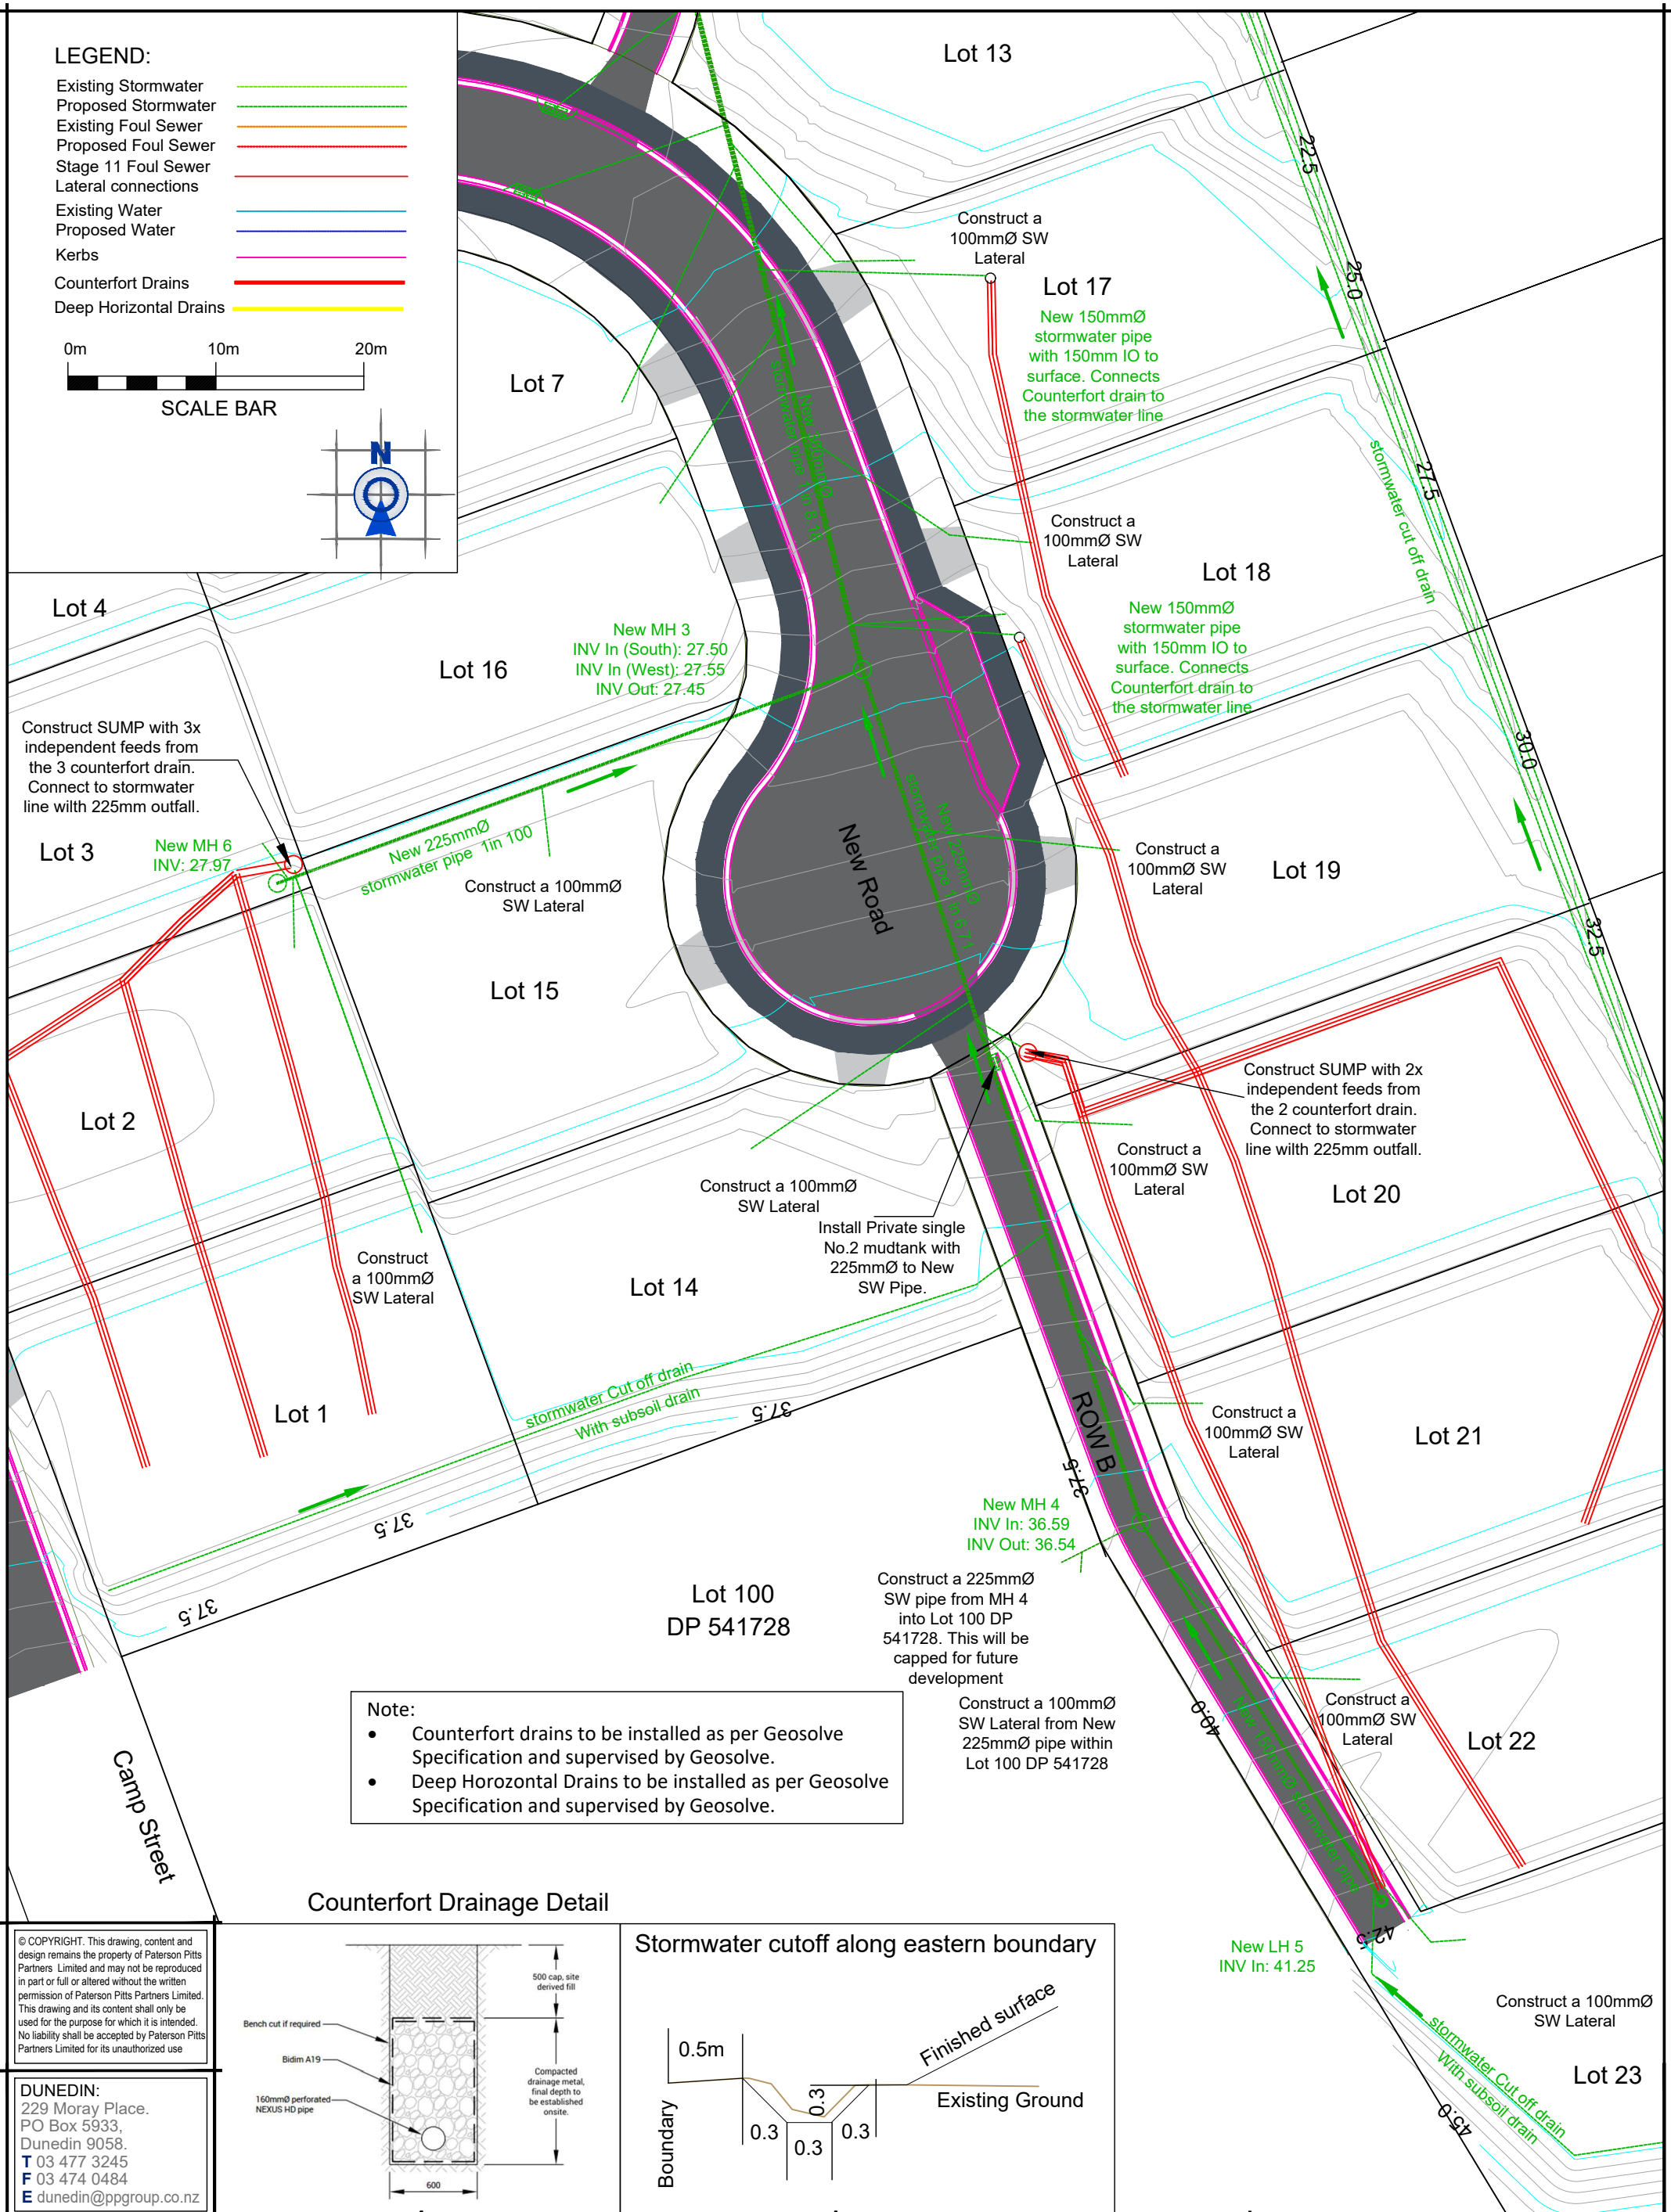 LEGEND:
Existing Stormwater
Proposed Stormwater
Existing Foul Sewer
Proposed Foul Sewer
Stage 11 Foul Sewer
Lateral connections
Existing Water
Proposed Water
Kerbs
Counterfort Drains
Deep Horizontal Drains
0m
10m
20m
SCALE BAR
N
Lot 13
22.5
Construct a
100mmØ SW
Lateral
Lot 17
25.0
New 150mmØ
stormwater pipe
with 150mm IO to
surface. Connects
Counterfort drain to
the stormwater line
Lot 7
stormwater cut off drain
27.5
Construct a
100mmØ SW
Lateral
Lot 18
New 150mmØ
stormwater pipe
with 150mm IO to
surface. Connects
Counterfort drain to
the stormwater line
Lot 4
New MH 3
INV In (South): 27.50
INV In (West): 27.55
INV Out: 27.45
Lot 16
30.0
Construct SUMP with 3x
independent feeds from
the 3 counterfort drain.
Connect to stormwater
line wilth 225mm outfall.
Lot 3
New MH 6
INV: 27.97
New 225mmØ
stormwater pipe 1in 100
Construct a 100mmØ
SW Lateral
New Road
New 225mmØ
stormwater pipe 1 in 6.71
Construct a
100mmØ SW
Lateral
Lot 19
32.5
Lot 15
Lot 2
Construct SUMP with 2x
independent feeds from
the 2 counterfort drain.
Connect to stormwater
line wilth 225mm outfall.
Construct a
100mmØ SW
Lateral
Lot 20
Construct a 100mmØ
SW Lateral
Install Private single
No.2 mudtank with
225mmØ to New
SW Pipe.
Construct
a 100mmØ
SW Lateral
Lot 14
stormwater Cut off drain
With subsoil drain
37.5
Lot 1
ROW B
37.5
Construct a
100mmØ SW
Lateral
Lot 21
37.5
New MH 4
INV In: 36.59
INV Out: 36.54
37.5
Lot 100
DP 541728
Construct a 225mmØ
SW pipe from MH 4
into Lot 100 DP
541728. This will be
capped for future
development
Construct a 100mmØ
SW Lateral from New
225mmØ pipe within
Lot 100 DP 541728
40.0
New 150mmØ stormwater pipe
Construct a
100mmØ SW
Lateral
Lot 22
Note:
• Counterfort drains to be installed as per Geosolve
Specification and supervised by Geosolve.
• Deep Horozontal Drains to be installed as per Geosolve
Specification and supervised by Geosolve.
Camp Street
42.5
New LH 5
INV In: 41.25
Construct a 100mmØ
SW Lateral
stormwater Cut off drain
With subsoil drain
Lot 23
45.0
Counterfort Drainage Detail
500 cap, site
derived fill
Bench cut if required
Bidim A19
160mmØ perforated
NEXUS HD pipe
Compacted
drainage metal,
final depth to
be established
onsite.
600
Stormwater cutoff along eastern boundary
0.5m
Finished surface
0.3
Existing Ground
Boundary
0.3
0.3
0.3
© COPYRIGHT. This drawing, content and
design remains the property of Paterson Pitts
Partners Limited and may not be reproduced
in part or full or altered without the written
permission of Paterson Pitts Partners Limited.
This drawing and its content shall only be
used for the purpose for which it is intended.
No liability shall be accepted by Paterson Pitts
Partners Limited for its unauthorized use
DUNEDIN:
229 Moray Place.
PO Box 5933,
Dunedin 9058.
T 03 477 3245
F 03 474 0484
E dunedin@ppgroup.co.nz